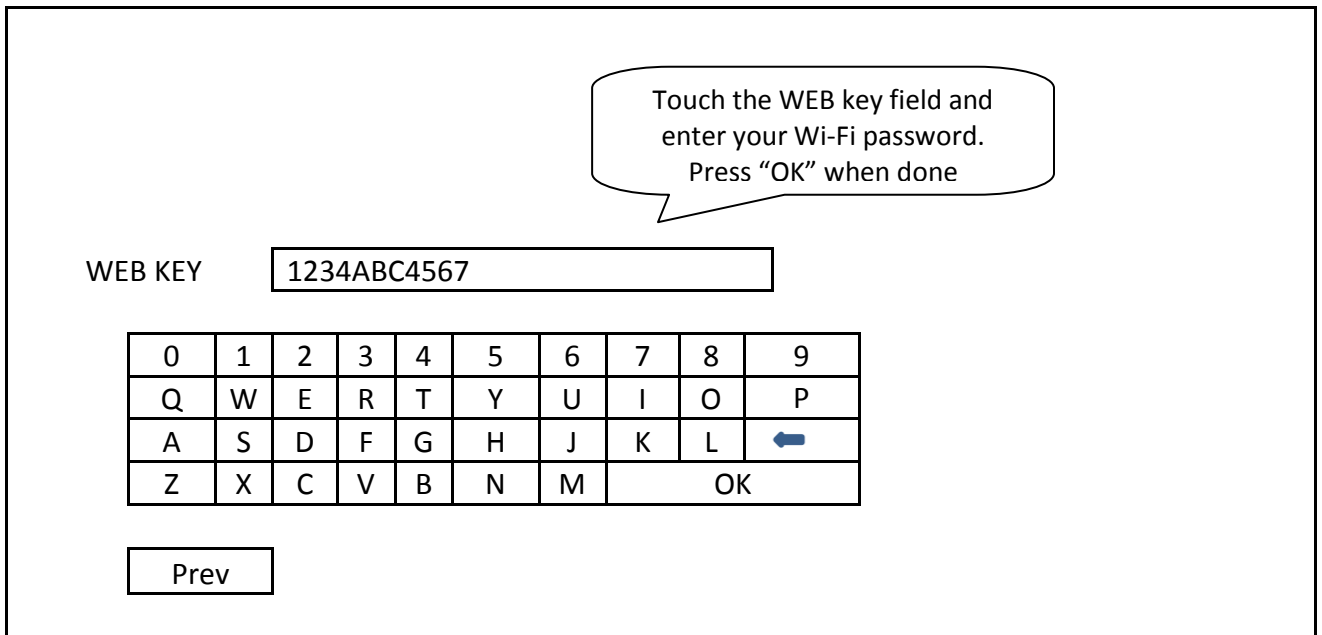 Touch the WEB key field and
enter your Wi-Fi password.
Press “OK” when done
WEB KEY 1234ABC4567
0 1 2 3 4 5 6 7 8 9
Q W E R T Y U I O P
A S D F G H J K L
Z X C V B N M OK
Prev